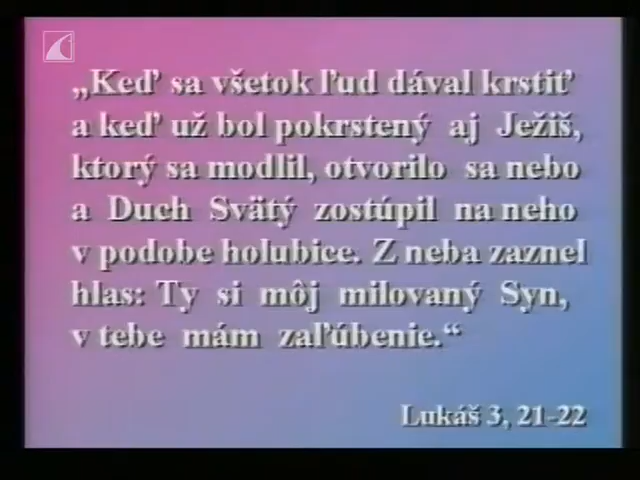 „Keď sa všetok ľud dával krstiť
a keď už bol pokrstený aj Ježiš,
ktorý sa modlil, otvorilo sa nebo
a Duch Svätý zostúpil na neho
v podobe holubice. Z neba zaznel
hlas: Ty si môj milovaný Syn,
v tebe mám zaľúbenie.“
Lukáš 3, 21-22